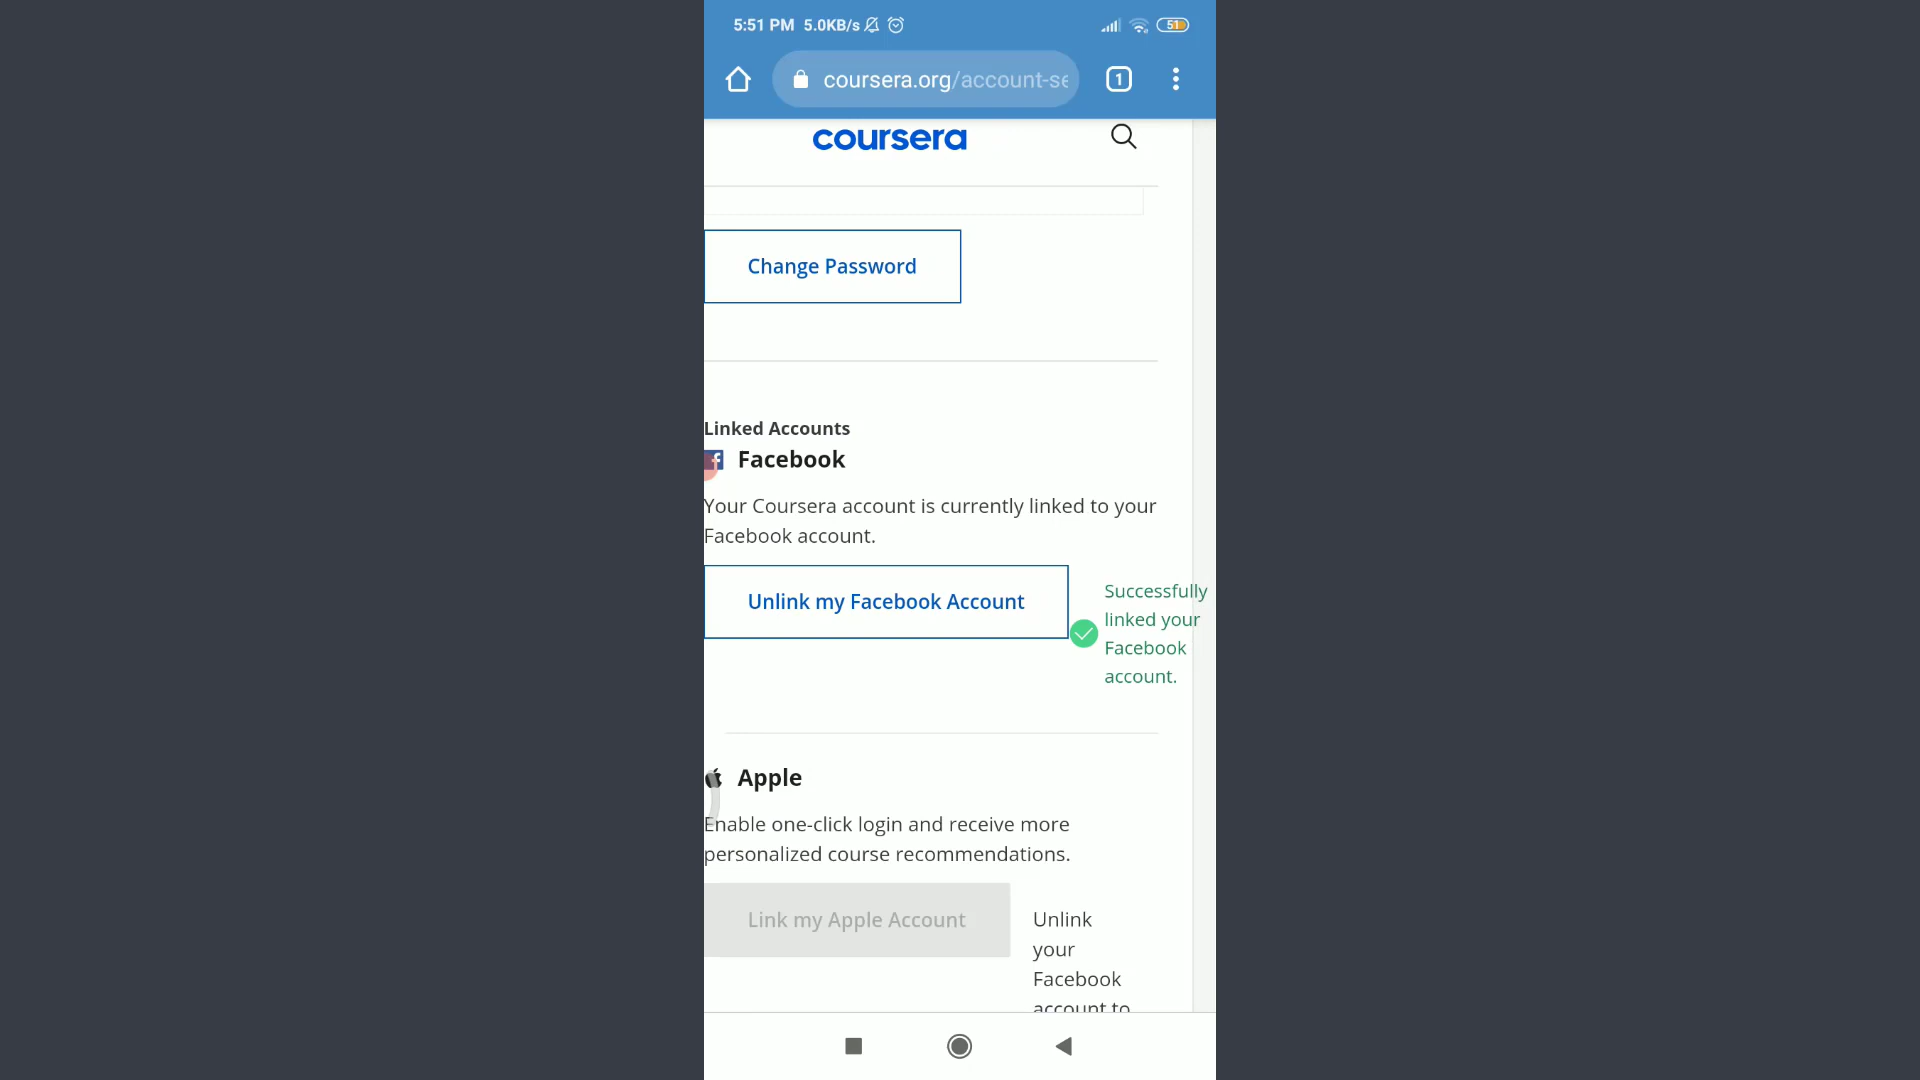 5:51 PM 5.0KB/s 51
coursera.org/account-se 1
coursera
Change Password
Linked Accounts
Facebook
Your Coursera account is currently linked to your
Facebook account.
Unlink my Facebook Account
Successfully
linked your
Facebook
account.
Apple
Enable one-click login and receive more
personalized course recommendations.
Link my Apple Account
Unlink
your
Facebook
account to